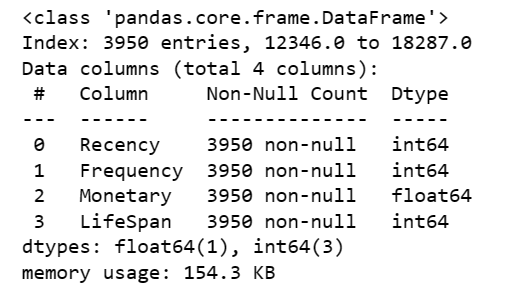 <class 'pandas.core.frame.DataFrame'>
Index: 3950 entries, 12346.0 to 18287.0
Data columns (total 4 columns):
 #   Column     Non-Null Count  Dtype
---  ------     --------------  -----
 0   Recency    3950 non-null   int64
 1   Frequency  3950 non-null   int64
 2   Monetary   3950 non-null   float64
 3   LifeSpan   3950 non-null   int64
dtypes: float64(1), int64(3)
memory usage: 154.3 KB